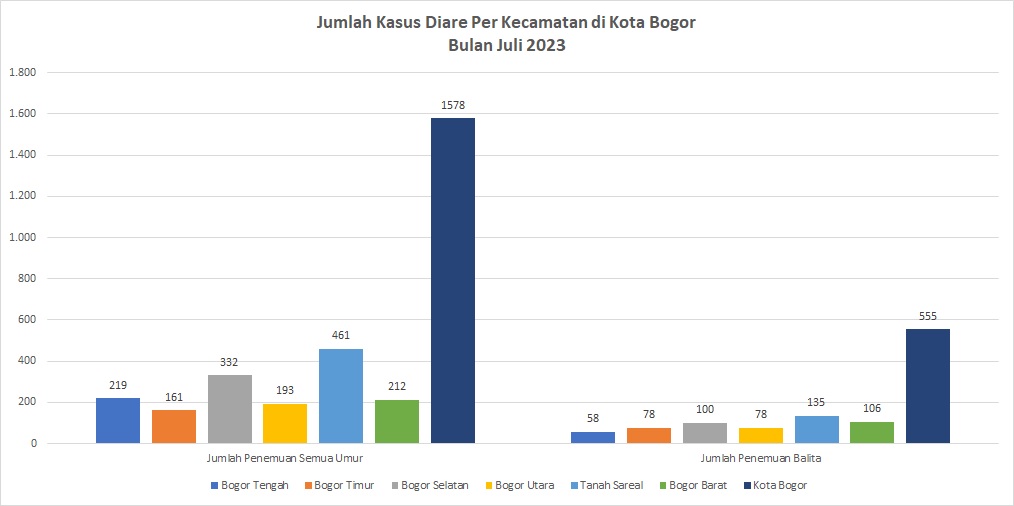 Jumlah Kasus Diare Per Kecamatan di Kota Bogor
Bulan Juli 2023
1.800
1.600
1.400
1.200
1.000
800
600
400
200
0
219
161
332
193
461
212
1578
58
78
100
78
135
106
555
Jumlah Penemuan Semua Umur
Jumlah Penemuan Balita
Bogor Tengah
Bogor Timur
Bogor Selatan
Bogor Utara
Tanah Sareal
Bogor Barat
Kota Bogor